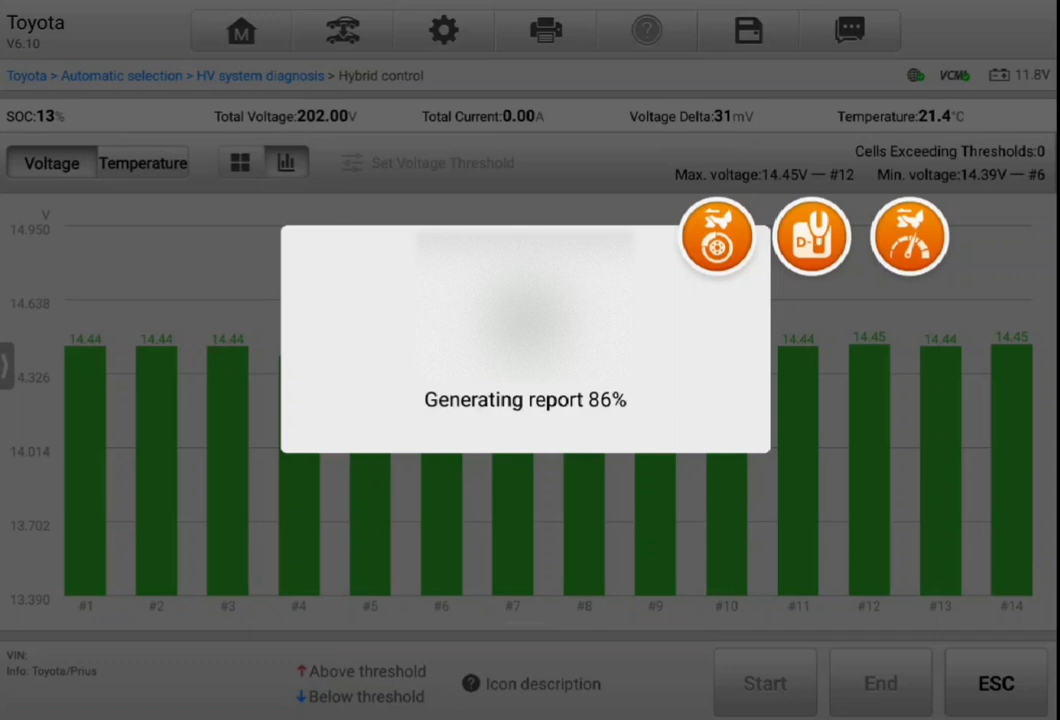 Toyota
V6.10
M
?
Toyota > Automatic selection > HV system diagnosis > Hybrid control
VCMI
11.8V
SOC:13%
Total Voltage:202.00V
Total Current:0.00A
Voltage Delta:31mV
Temperature:21.4°C
Voltage
Temperature
Set Voltage Threshold
Cells Exceeding Thresholds:0
Max. voltage:14.45V — #12
Min. voltage:14.39V — #6
V
14.950
14.638
4.326
14.014
13.702
13.390
14.44
14.44
14.44
14.44
14.45
14.44
14.45
D-
Generating report 86%
#1
#2
#3
#4
#5
#6
#7
#8
#9
#10
#11
#12
#13
#14
VIN:
Info: Toyota/Prius
Above threshold
Below threshold
? Icon description
Start
End
ESC